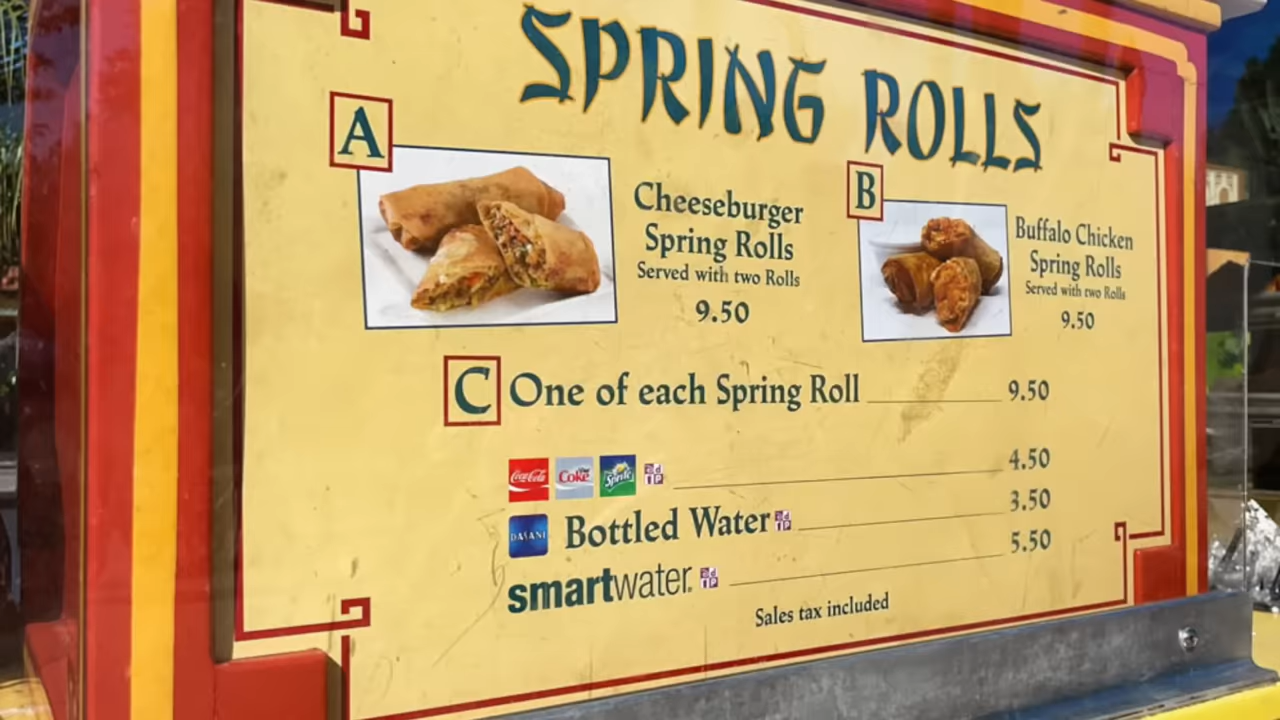 SPRING ROLLS
A
Cheeseburger
Spring Rolls
Served with two Rolls
9.50
B
Buffalo Chicken
Spring Rolls
Served with two Rolls
9.50
C One of each Spring Roll 9.50
Coca-Cola Coke Sprite 4.50
DASANI Bottled Water 3.50
smartwater. 5.50
Sales tax included